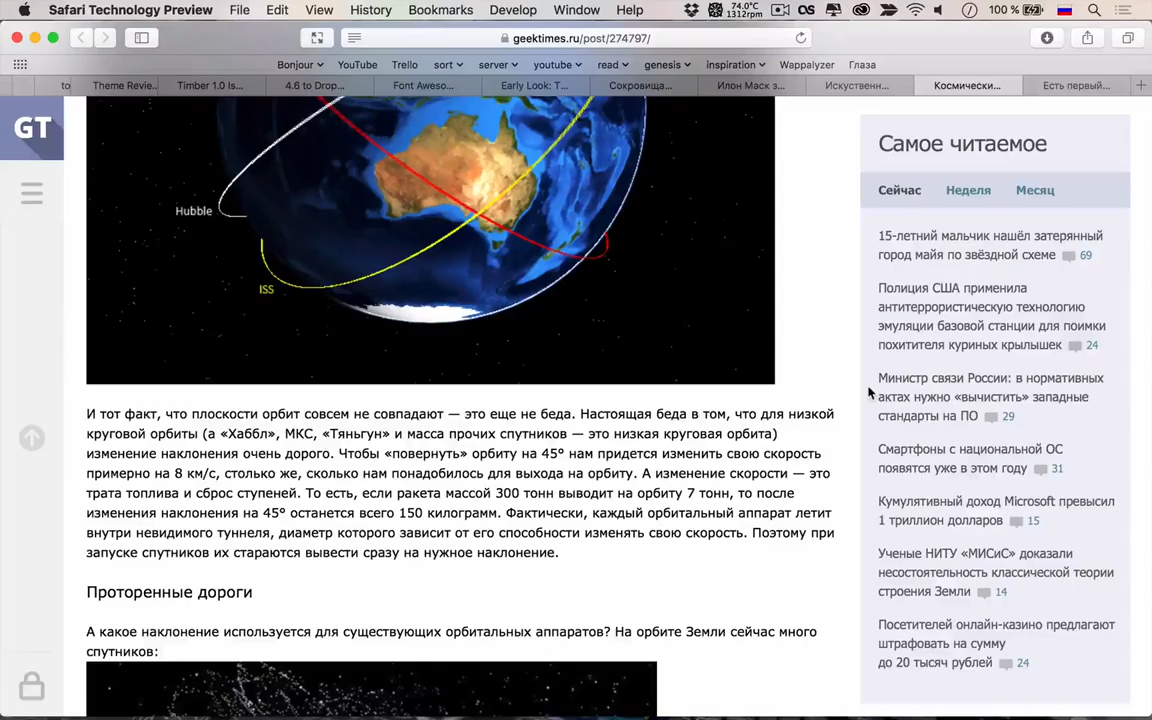 Safari Technology Preview File Edit View History Bookmarks Develop Window Help 74.0°C 1312rpm 100 %
geektimes.ru/post/274797/
Bonjour YouTube Trello sort server youtube read genesis inspiration Wappalyzer Глаза
to Theme Revie... Timber 1.0 Is... 4.6 to Drop... Font Aweso... Early Look: T... Сокровища... Илон Маск з... Искуственн... Космически... Есть первый...
GT
Hubble
ISS
И тот факт, что плоскости орбит совсем не совпадают — это еще не беда. Настоящая беда в том, что для низкой
круговой орбиты (а «Хаббл», МКС, «Тяньгун» и масса прочих спутников — это низкая круговая орбита)
изменение наклонения очень дорого. Чтобы «повернуть» орбиту на 45° нам придется изменить свою скорость
примерно на 8 км/с, столько же, сколько нам понадобилось для выхода на орбиту. А изменение скорости — это
трата топлива и сброс ступеней. То есть, если ракета массой 300 тонн выводит на орбиту 7 тонн, то после
изменения наклонения на 45° останется всего 150 килограмм. Фактически, каждый орбитальный аппарат летит
внутри невидимого туннеля, диаметр которого зависит от его способности изменять свою скорость. Поэтому при
запуске спутников их стараются вывести сразу на нужное наклонение.
Проторенные дороги
А какое наклонение используется для существующих орбитальных аппаратов? На орбите Земли сейчас много
спутников:
Самое читаемое
Сейчас Неделя Месяц
15-летний мальчик нашёл затерянный
город майя по звёздной схеме 69
Полиция США применила
антитеррористическую технологию
эмуляции базовой станции для поимки
похитителя куриных крылышек 24
Министр связи России: в нормативных
актах нужно «вычистить» западные
стандарты на ПО 29
Смартфоны с национальной ОС
появятся уже в этом году 31
Кумулятивный доход Microsoft превысил
1 триллион долларов 15
Ученые НИТУ «МИСиС» доказали
несостоятельность классической теории
строения Земли 14
Посетителей онлайн-казино предлагают
штрафовать на сумму
до 20 тысяч рублей 24